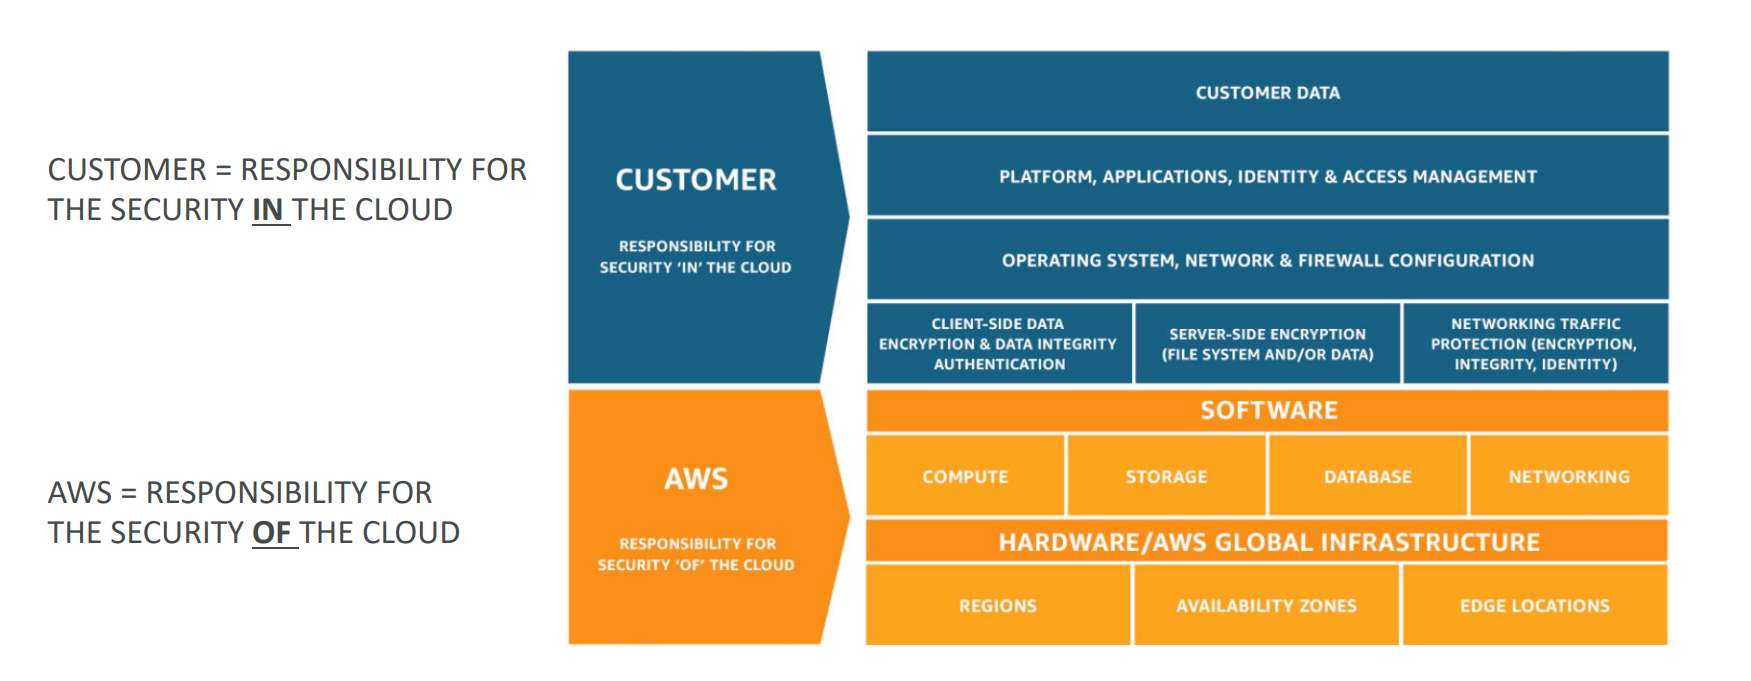 CUSTOMER = RESPONSIBILITY FOR
THE SECURITY IN THE CLOUD
AWS = RESPONSIBILITY FOR
THE SECURITY OF THE CLOUD
CUSTOMER
RESPONSIBILITY FOR
SECURITY ‘IN’ THE CLOUD
CUSTOMER DATA
PLATFORM, APPLICATIONS, IDENTITY & ACCESS MANAGEMENT
OPERATING SYSTEM, NETWORK & FIREWALL CONFIGURATION
CLIENT-SIDE DATA
ENCRYPTION & DATA INTEGRITY
AUTHENTICATION
SERVER-SIDE ENCRYPTION
(FILE SYSTEM AND/OR DATA)
NETWORKING TRAFFIC
PROTECTION (ENCRYPTION,
INTEGRITY, IDENTITY)
AWS
RESPONSIBILITY FOR
SECURITY ‘OF’ THE CLOUD
SOFTWARE
COMPUTE
STORAGE
DATABASE
NETWORKING
HARDWARE/AWS GLOBAL INFRASTRUCTURE
REGIONS
AVAILABILITY ZONES
EDGE LOCATIONS